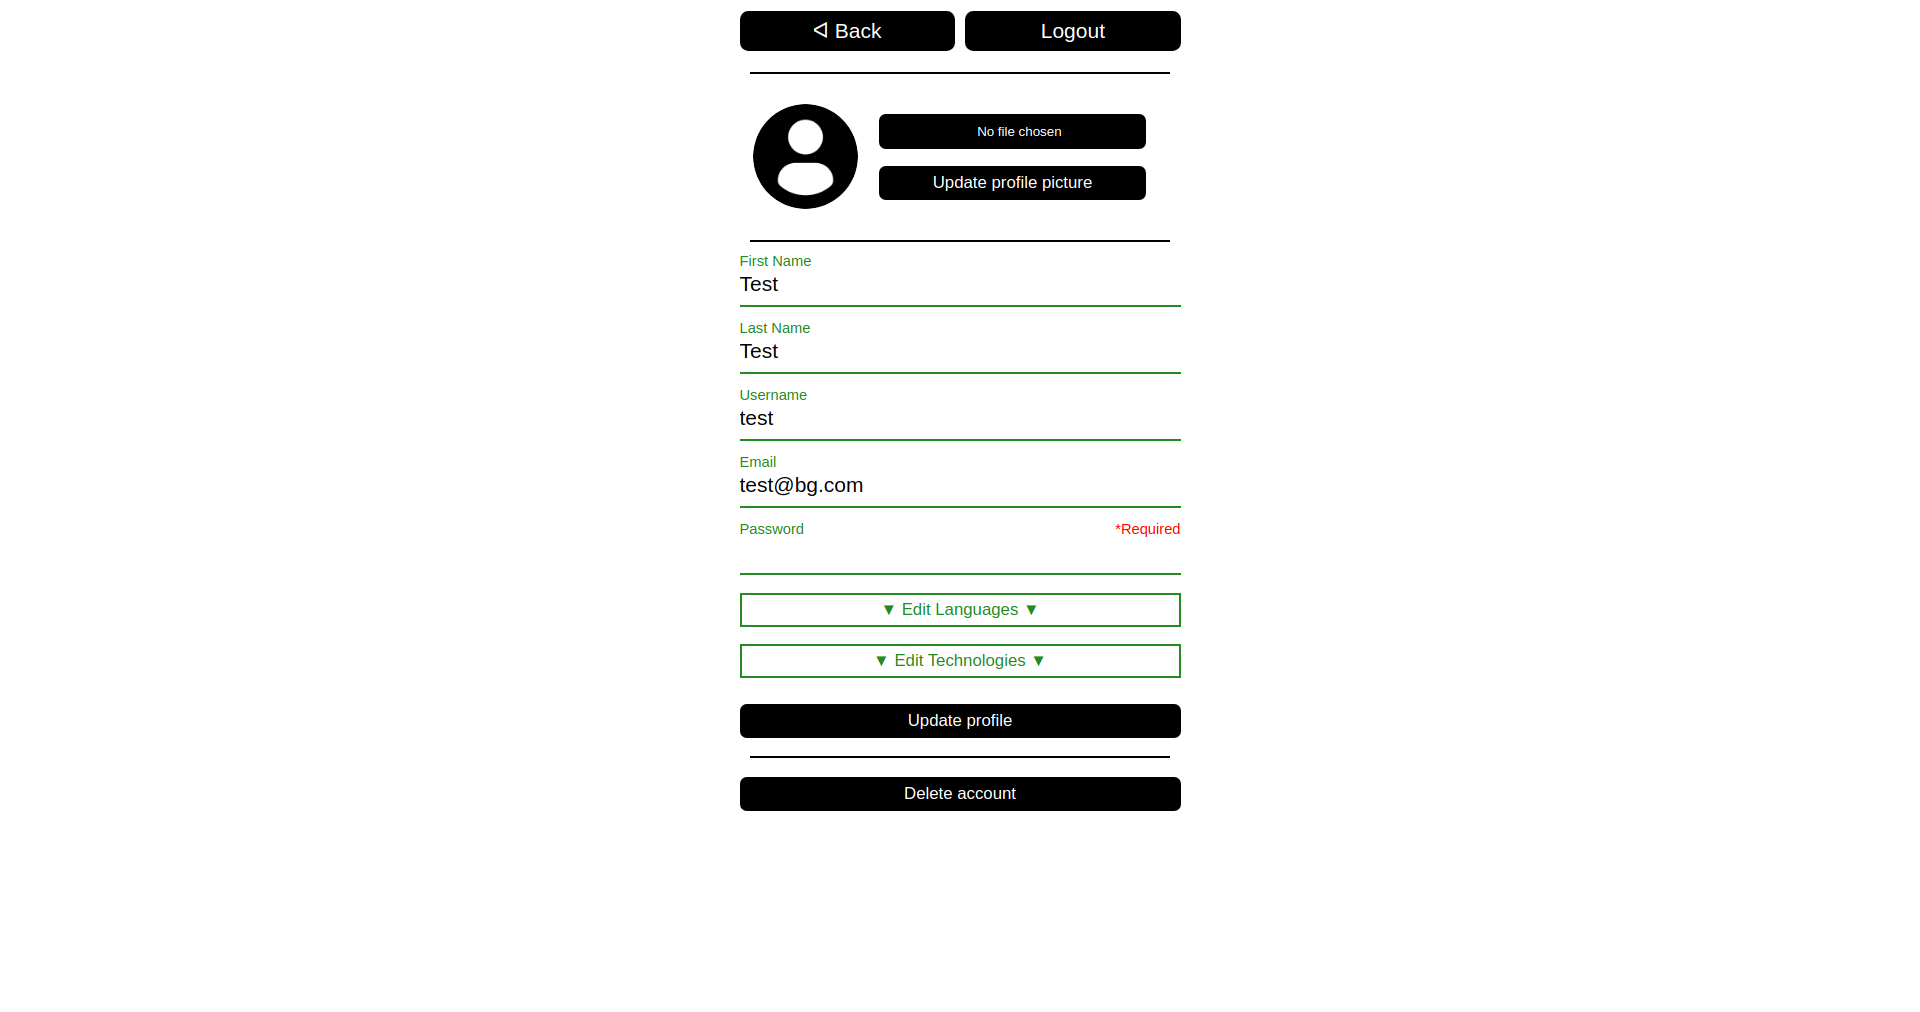 ◁ Back
Logout
No file chosen
Update profile picture
First Name
Test
Last Name
Test
Username
test
Email
test@bg.com
Password *Required
▼ Edit Languages ▼
▼ Edit Technologies ▼
Update profile
Delete account